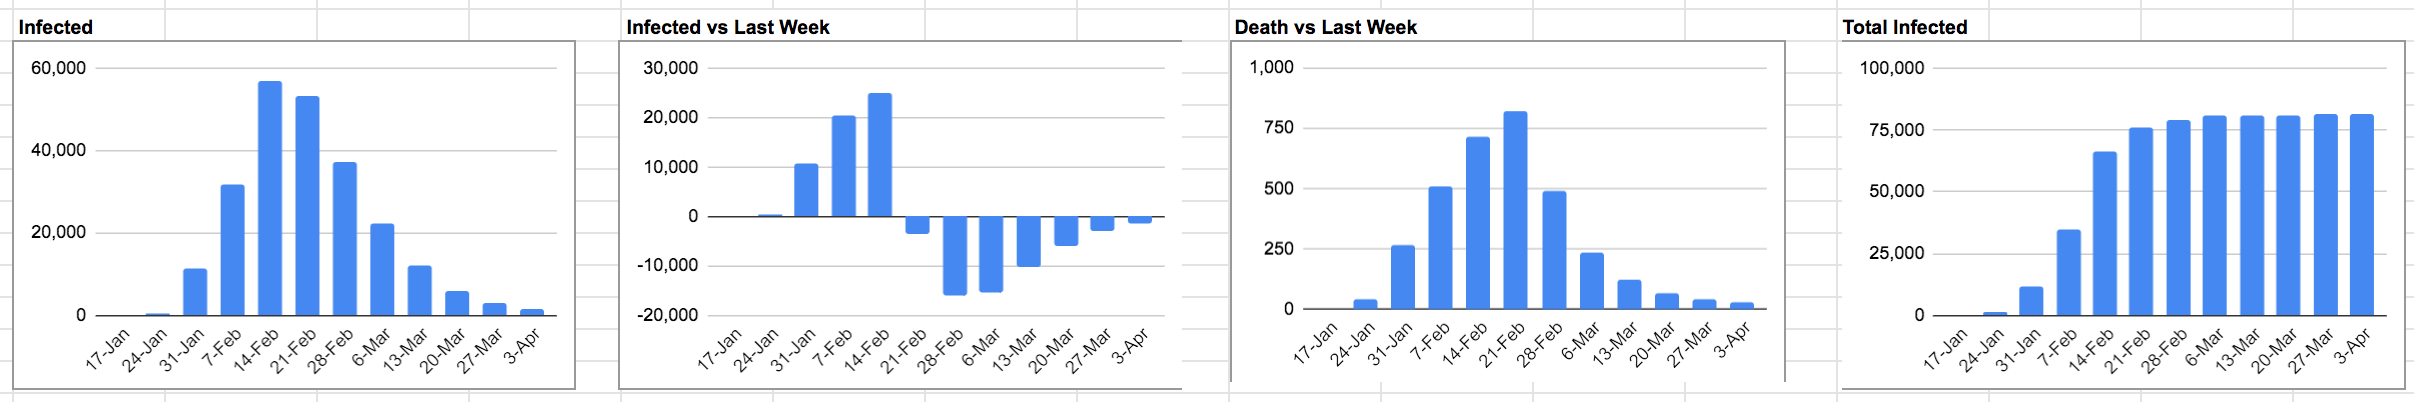 Infected
60,000
40,000
20,000
0
17-Jan 24-Jan 31-Jan 7-Feb 14-Feb 21-Feb 28-Feb 6-Mar 13-Mar 20-Mar 27-Mar 3-Apr
Infected vs Last Week
30,000
20,000
10,000
0
-10,000
-20,000
17-Jan 24-Jan 31-Jan 7-Feb 14-Feb 21-Feb 28-Feb 6-Mar 13-Mar 20-Mar 27-Mar 3-Apr
Death vs Last Week
1,000
750
500
250
0
17-Jan 24-Jan 31-Jan 7-Feb 14-Feb 21-Feb 28-Feb 6-Mar 13-Mar 20-Mar 27-Mar 3-Apr
Total Infected
100,000
75,000
50,000
25,000
0
17-Jan 24-Jan 31-Jan 7-Feb 14-Feb 21-Feb 28-Feb 6-Mar 13-Mar 20-Mar 27-Mar 3-Apr